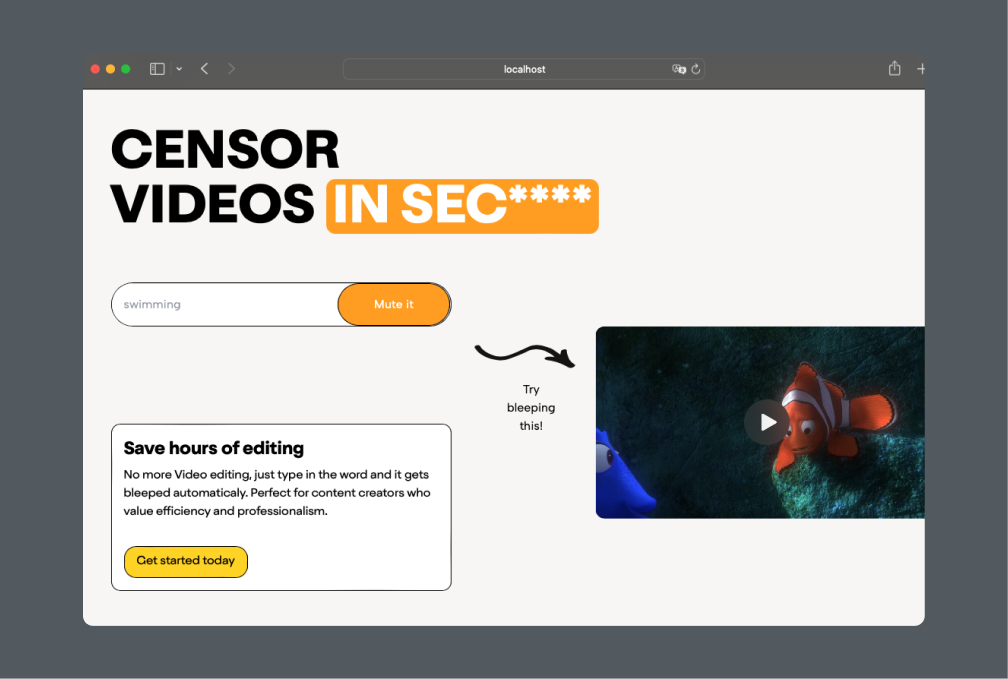 localhost
CENSOR
VIDEOS IN SEC****
swimming
Mute it
Try
bleeping
this!
Save hours of editing
No more Video editing, just type in the word and it gets
bleeped automaticaly. Perfect for content creators who
value efficiency and professionalism.
Get started today